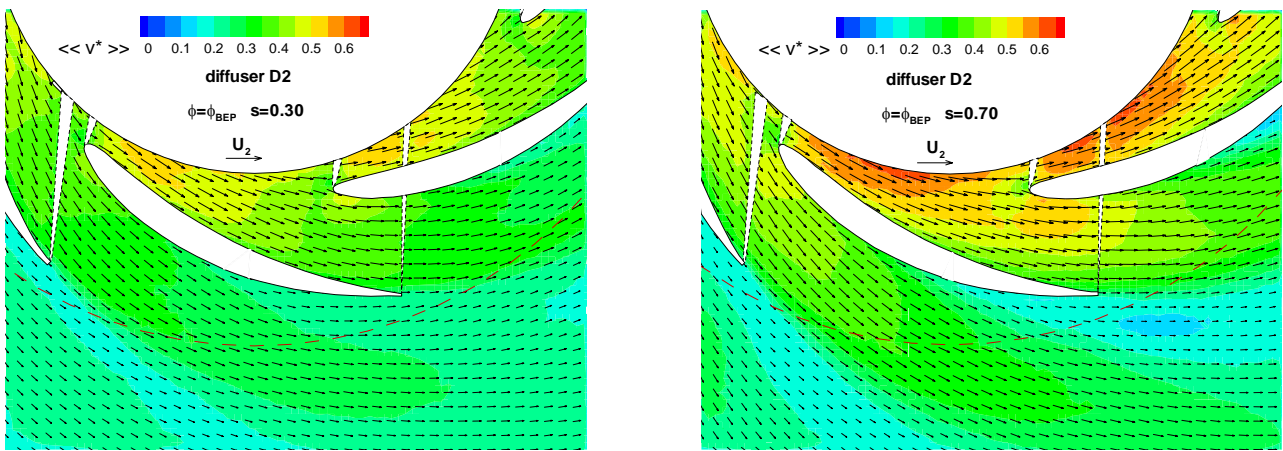 << v* >> 0 0.1 0.2 0.3 0.4 0.5 0.6
diffuser D2
ϕ=ϕBEP s=0.30
U2
<< v* >> 0 0.1 0.2 0.3 0.4 0.5 0.6
diffuser D2
ϕ=ϕBEP s=0.70
U2